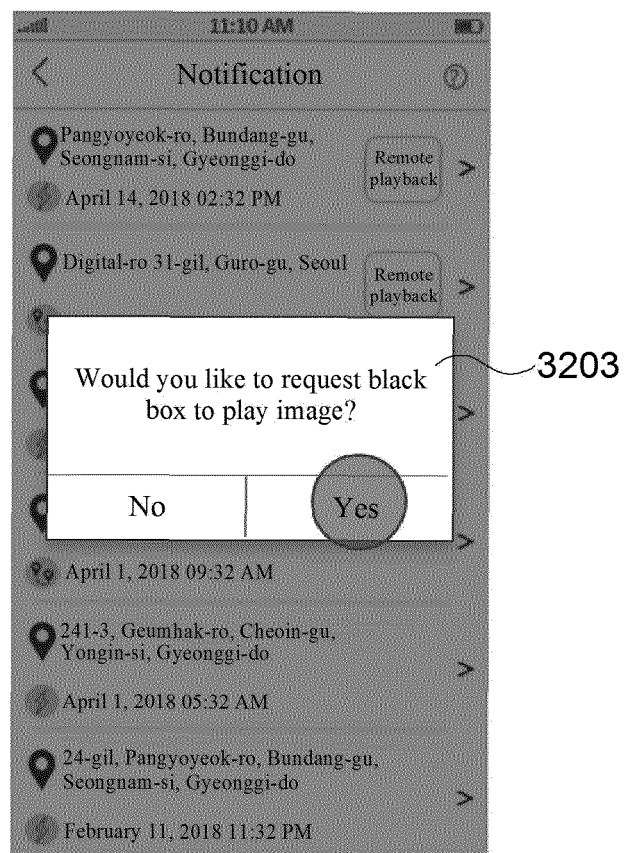 11:10 AM
Notification
?
Pangyoyeok-ro, Bundang-gu,
Seongnam-si, Gyeonggi-do
Remote
playback
>
April 14, 2018 02:32 PM
Digital-ro 31-gil, Guro-gu, Seoul
Remote
playback
>
Would you like to request black
box to play image?
3203
>
No
Yes
>
April 1, 2018 09:32 AM
241-3, Geumhak-ro, Cheoin-gu,
Yongin-si, Gyeonggi-do
>
April 1, 2018 05:32 AM
24-gil, Pangyoyeok-ro, Bundang-gu,
Seongnam-si, Gyeonggi-do
>
February 11, 2018 11:32 PM